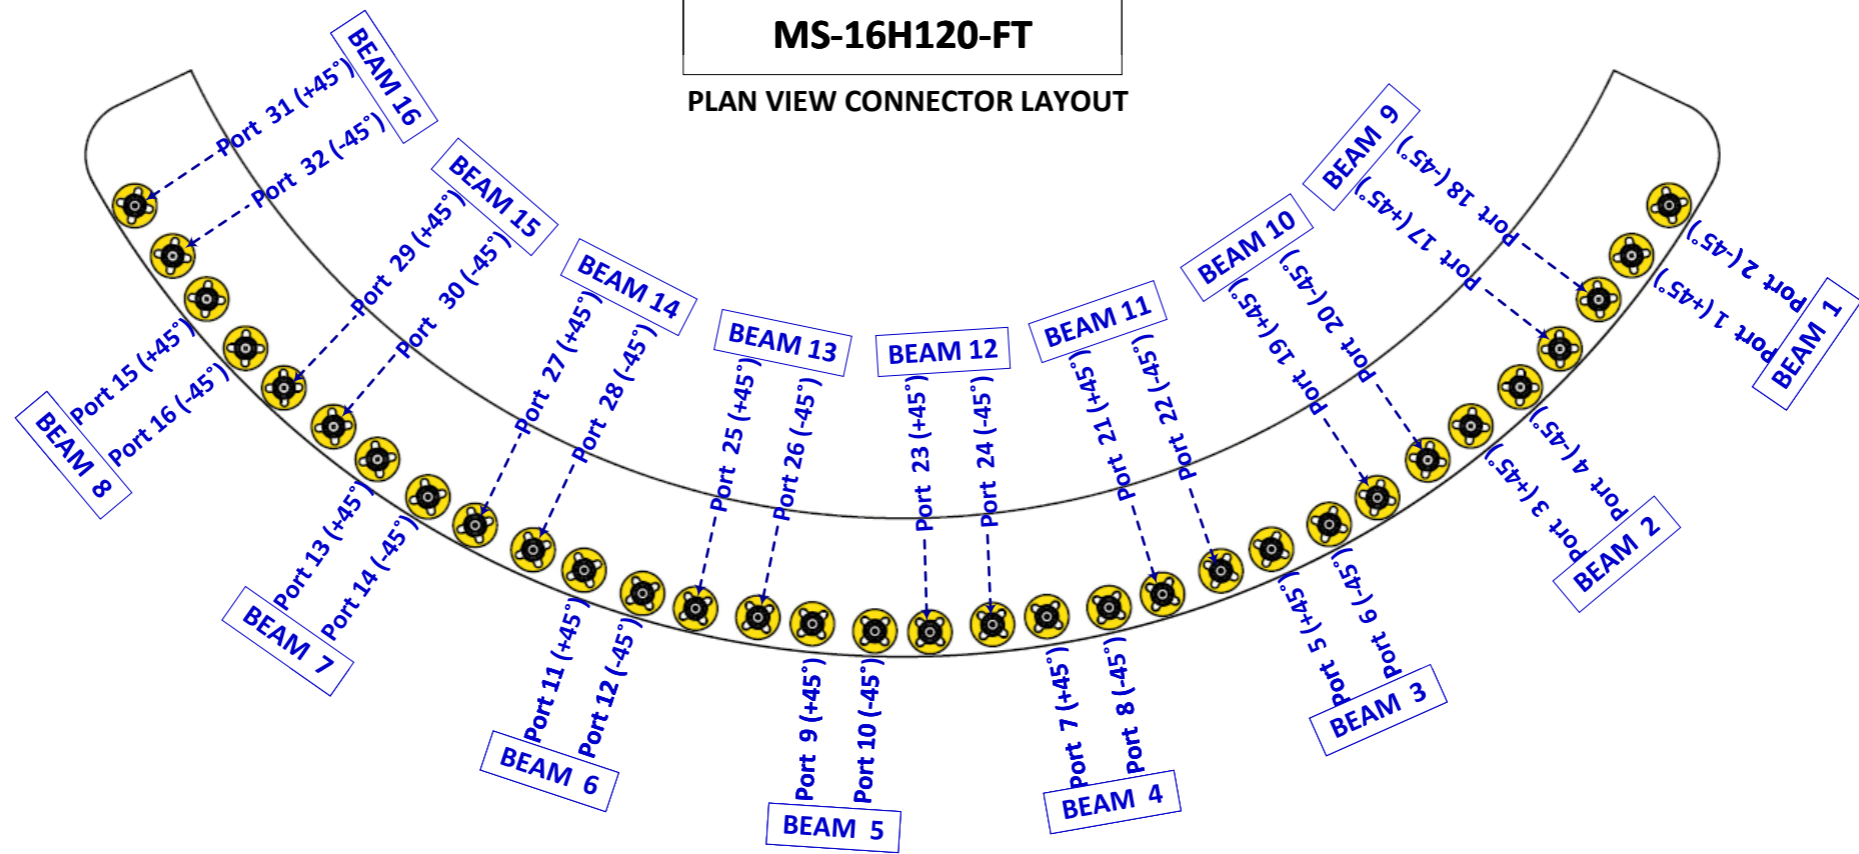 MS-16H120-FT
PLAN VIEW CONNECTOR LAYOUT
BEAM 16
Port 31 (+45°)
Port 32 (-45°)
BEAM 15
Port 29 (+45°)
Port 30 (-45°)
BEAM 14
Port 27 (+45°)
Port 28 (-45°)
BEAM 13
Port 25 (+45°)
Port 26 (-45°)
BEAM 12
Port 23 (+45°)
Port 24 (-45°)
BEAM 11
Port 21 (+45°)
Port 22 (-45°)
BEAM 10
Port 19 (+45°)
Port 20 (-45°)
BEAM 9
Port 17 (+45°)
Port 18 (-45°)
BEAM 8
Port 15 (+45°)
Port 16 (-45°)
BEAM 7
Port 13 (+45°)
Port 14 (-45°)
BEAM 6
Port 11 (+45°)
Port 12 (-45°)
BEAM 5
Port 9 (+45°)
Port 10 (-45°)
BEAM 4
Port 7 (+45°)
Port 8 (-45°)
BEAM 3
Port 5 (+45°)
Port 6 (-45°)
BEAM 2
Port 3 (+45°)
Port 4 (-45°)
BEAM 1
Port 1 (+45°)
Port 2 (-45°)